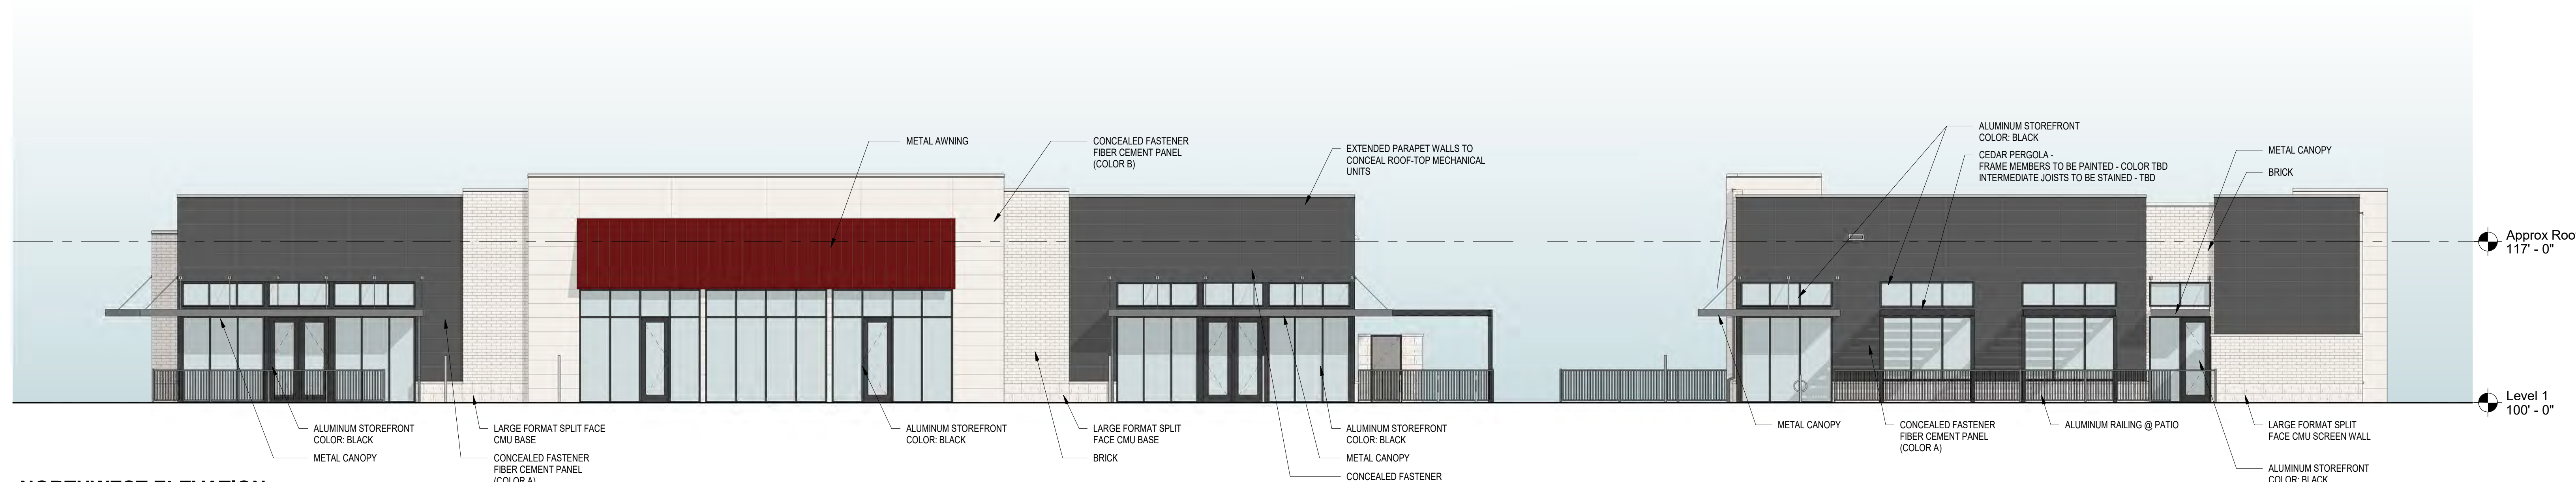 METAL AWNING
CONCEALED FASTENER
FIBER CEMENT PANEL
(COLOR B)
EXTENDED PARAPET WALLS TO
CONCEAL ROOF-TOP MECHANICAL
UNITS
ALUMINUM STOREFRONT
COLOR: BLACK
CEDAR PERGOLA -
FRAME MEMBERS TO BE PAINTED - COLOR TBD
INTERMEDIATE JOISTS TO BE STAINED - TBD
METAL CANOPY
BRICK
Approx Roo
117' - 0"
Level 1
100' - 0"
ALUMINUM STOREFRONT
COLOR: BLACK
METAL CANOPY
LARGE FORMAT SPLIT FACE
CMU BASE
CONCEALED FASTENER
FIBER CEMENT PANEL
(COLOR A)
ALUMINUM STOREFRONT
COLOR: BLACK
LARGE FORMAT SPLIT
FACE CMU BASE
BRICK
ALUMINUM STOREFRONT
COLOR: BLACK
METAL CANOPY
CONCEALED FASTENER
METAL CANOPY
CONCEALED FASTENER
FIBER CEMENT PANEL
(COLOR A)
ALUMINUM RAILING @ PATIO
LARGE FORMAT SPLIT
FACE CMU SCREEN WALL
ALUMINUM STOREFRONT
COLOR: BLACK
NORTHWEST ELEVATION